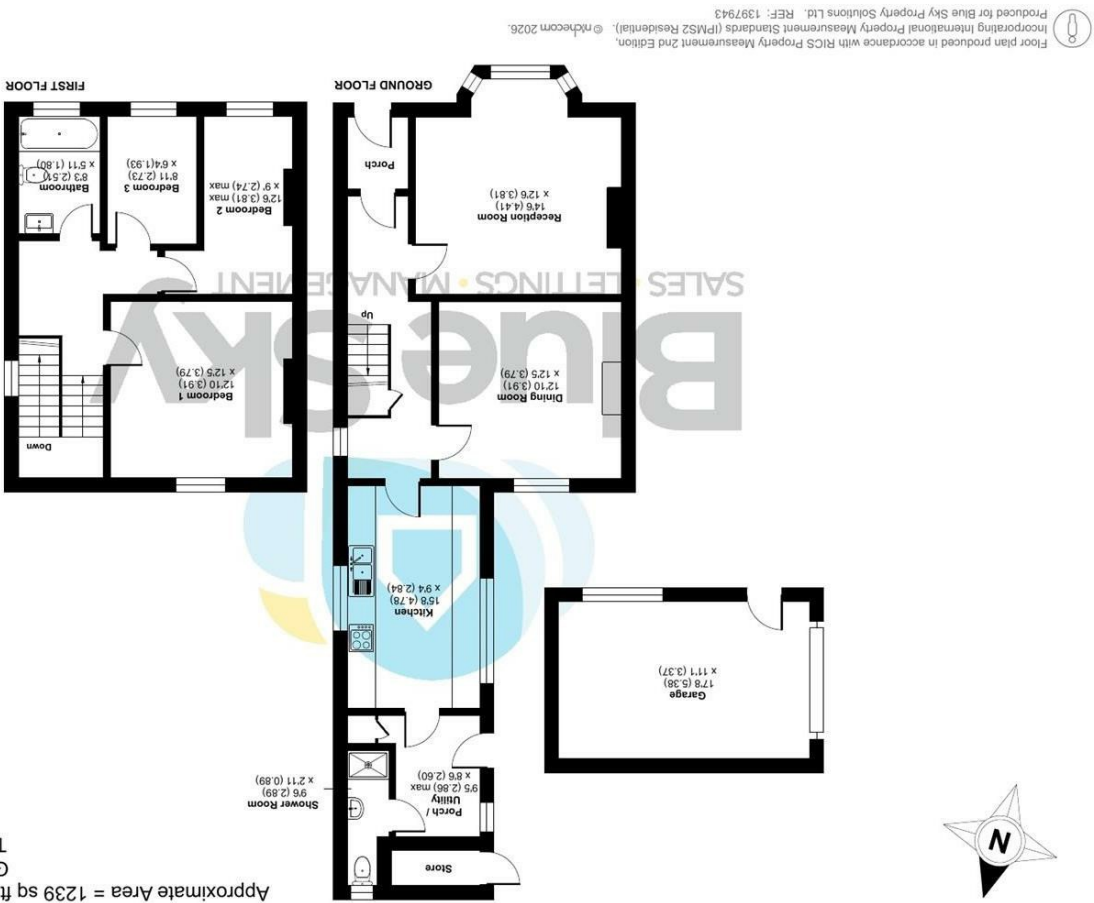 Approximate Area = 1239 sq ft
G
T
Store
Porch /
Utility
9'5 (2.86) max
x 8'6 (2.60)
Shower Room
9'6 (2.89)
x 2'11 (0.89)
Garage
17'8 (5.38)
x 11'1 (3.37)
Kitchen
15'8 (4.78)
x 9'4 (2.84)
Dining Room
12'10 (3.91)
x 12'5 (3.79)
Up
Reception Room
14'6 (4.41)
x 12'6 (3.81)
Porch
GROUND FLOOR
Down
Bedroom 1
12'10 (3.91)
x 12'5 (3.79)
Bedroom 2
12'6 (3.81) max
x 9' (2.74) max
Bedroom 3
8'11 (2.73)
x 6'4 (1.93)
Bathroom
8'3 (2.51)
x 5'11 (1.80)
FIRST FLOOR
N
Blue Sky
SALES • LETTINGS • MANAGEMENT
Floor plan produced in accordance with RICS Property Measurement 2nd Edition,
Incorporating International Property Measurement Standards (IPMS2 Residential). © nichecom 2026.
Produced for Blue Sky Property Solutions Ltd. REF: 1397943